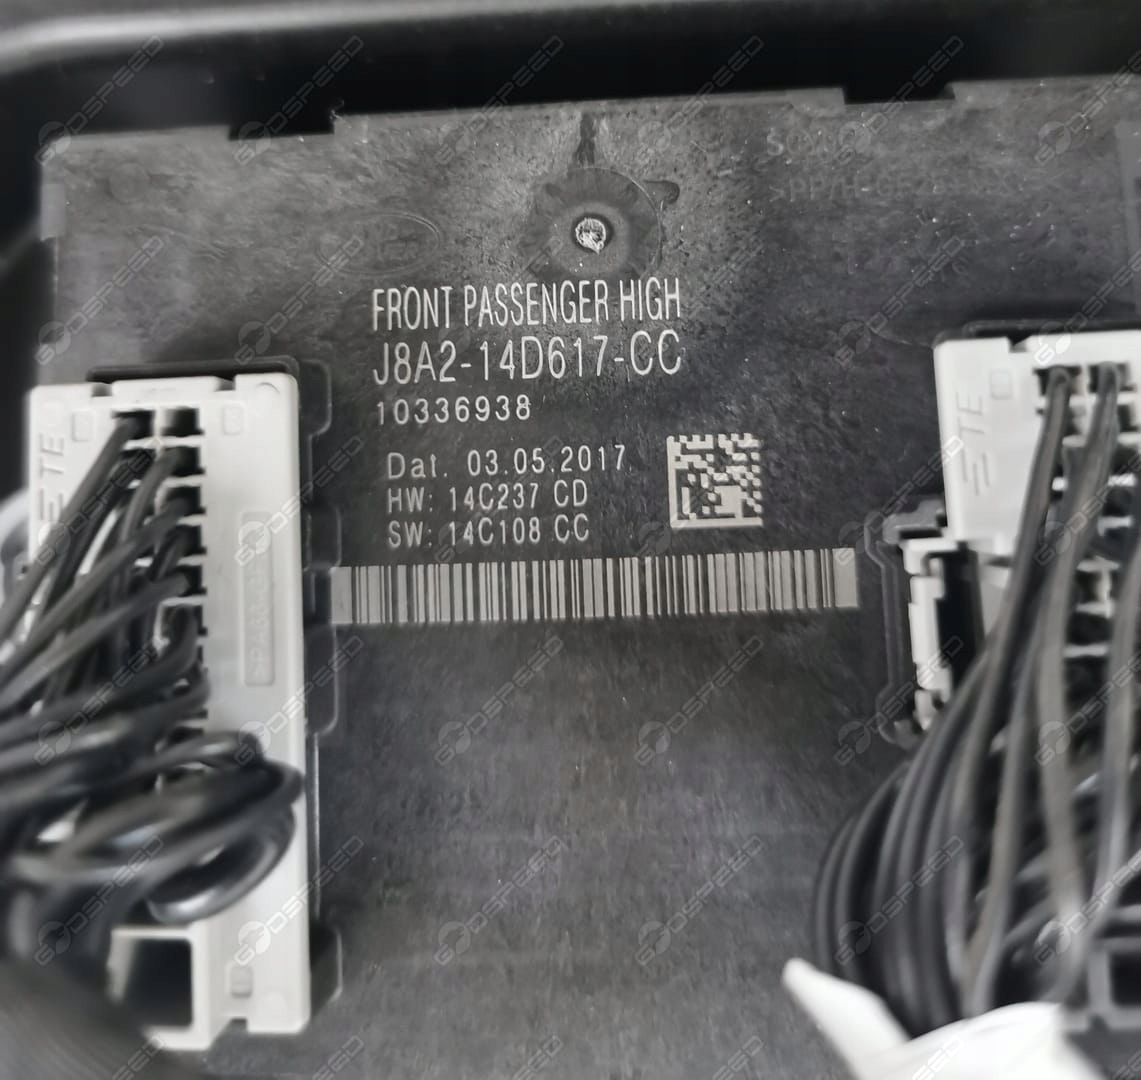 FRONT PASSENGER HIGH
J8A2-14D617-CC
10336938
Dat. 03.05.2017
HW: 14C237 CD
SW: 14C108 CC
TE
TE
GODSPEED